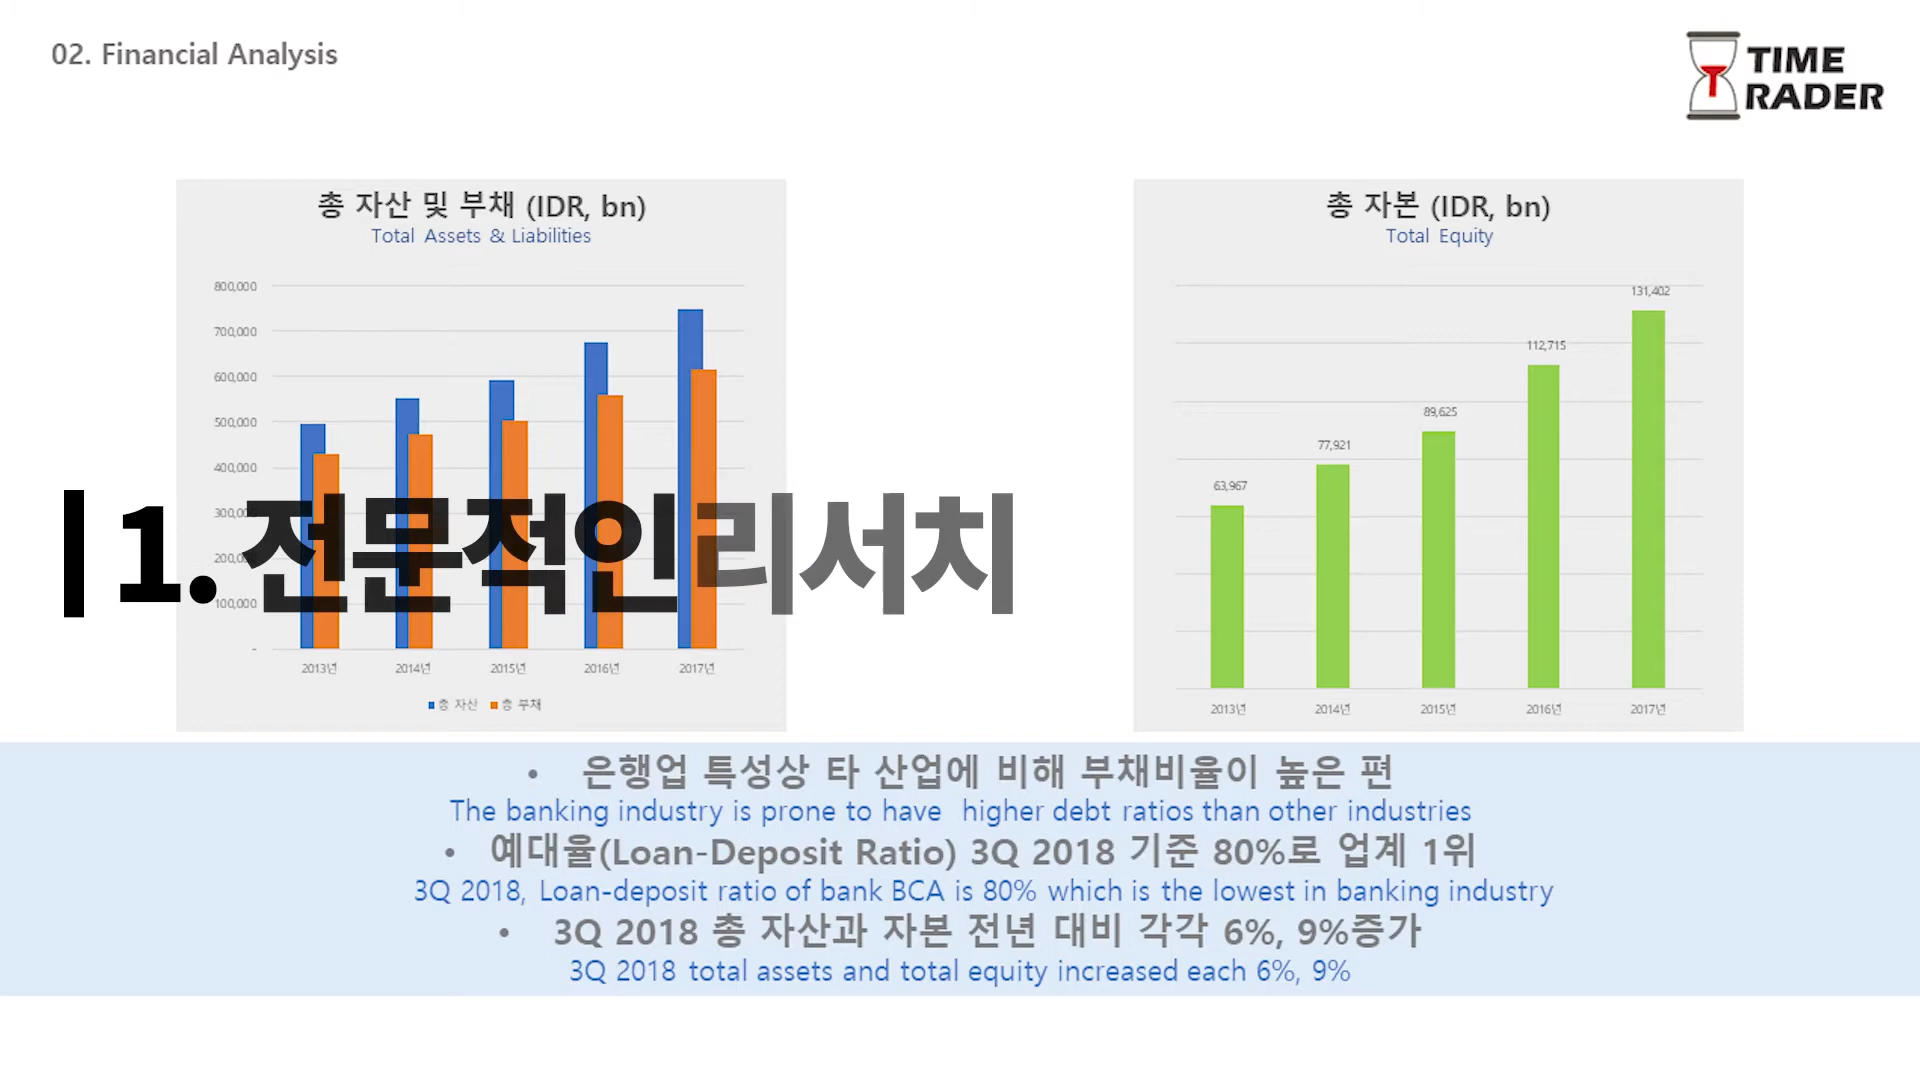 02. Financial Analysis
TIME
RADER
총 자산 및 부채 (IDR, bn)
Total Assets & Liabilities
800,000
700,000
600,000
500,000
400,000
300,000
200,000
100,000
-
2013년
2014년
2015년
2016년
2017년
총 자산
총 부채
총 자본 (IDR, bn)
Total Equity
63,967
77,921
89,625
112,715
131,402
2013년
2014년
2015년
2016년
2017년
1. 전문적인 리서치
• 은행업 특성상 타 산업에 비해 부채비율이 높은 편
The banking industry is prone to have higher debt ratios than other industries
• 예대율(Loan-Deposit Ratio) 3Q 2018 기준 80%로 업계 1위
3Q 2018, Loan-deposit ratio of bank BCA is 80% which is the lowest in banking industry
• 3Q 2018 총 자산과 자본 전년 대비 각각 6%, 9%증가
3Q 2018 total assets and total equity increased each 6%, 9%